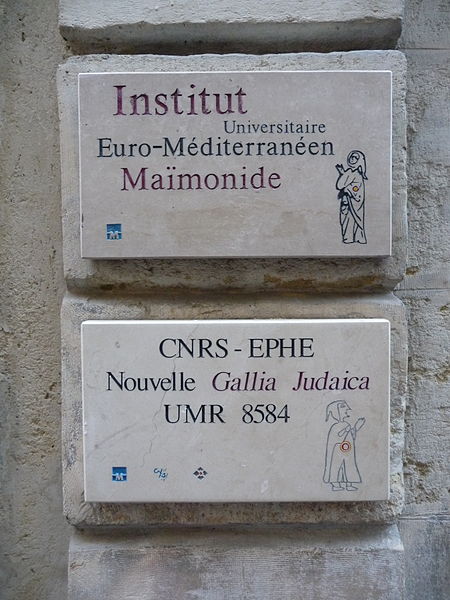 Institut
Universitaire
Euro-Méditerranéen
Maïmonide
M
CNRS - EPHE
Nouvelle Gallia Judaica
UMR 8584
M